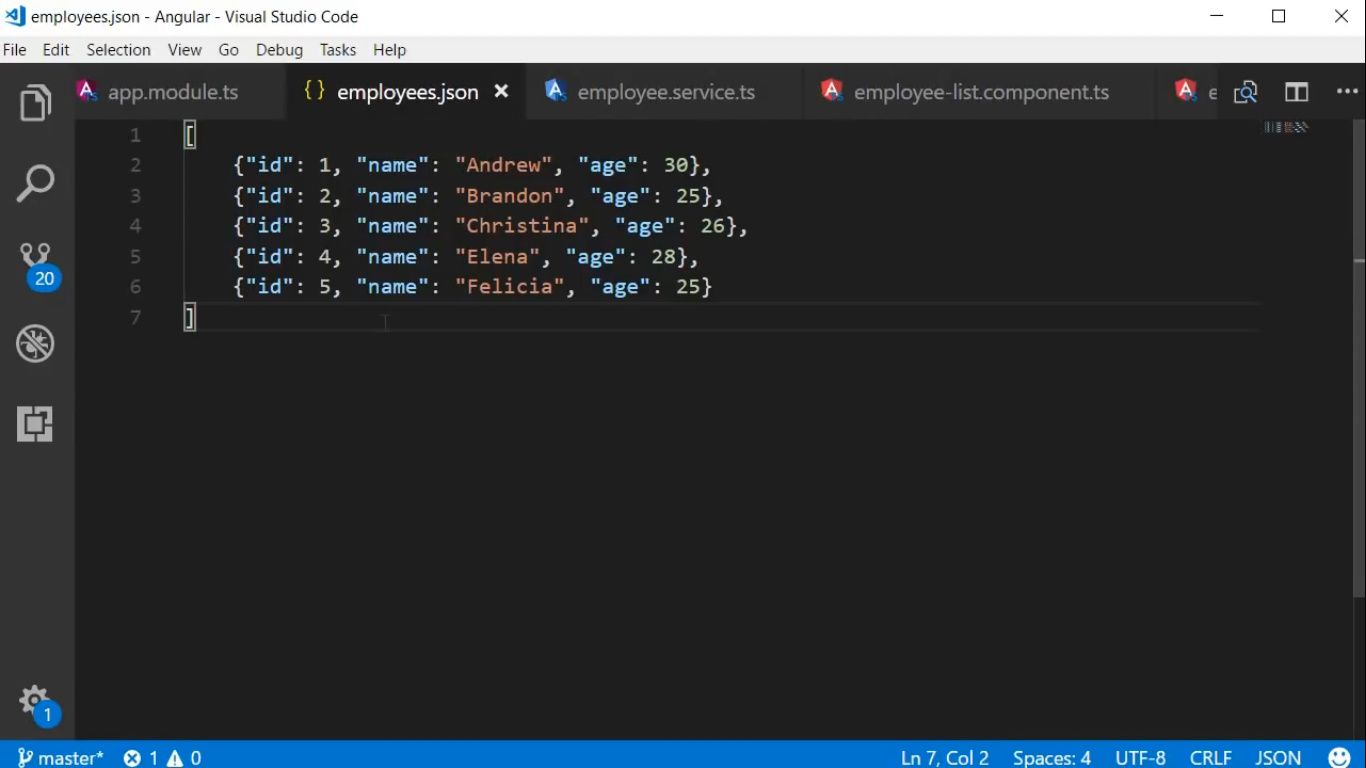 employees.json - Angular - Visual Studio Code
File Edit Selection View Go Debug Tasks Help
app.module.ts { } employees.json employee.service.ts employee-list.component.ts e
1 [
2 {"id": 1, "name": "Andrew", "age": 30},
3 {"id": 2, "name": "Brandon", "age": 25},
4 {"id": 3, "name": "Christina", "age": 26},
5 {"id": 4, "name": "Elena", "age": 28},
6 {"id": 5, "name": "Felicia", "age": 25}
7 ]
20
1
master* 1 0 Ln 7, Col 2 Spaces: 4 UTF-8 CRLF JSON